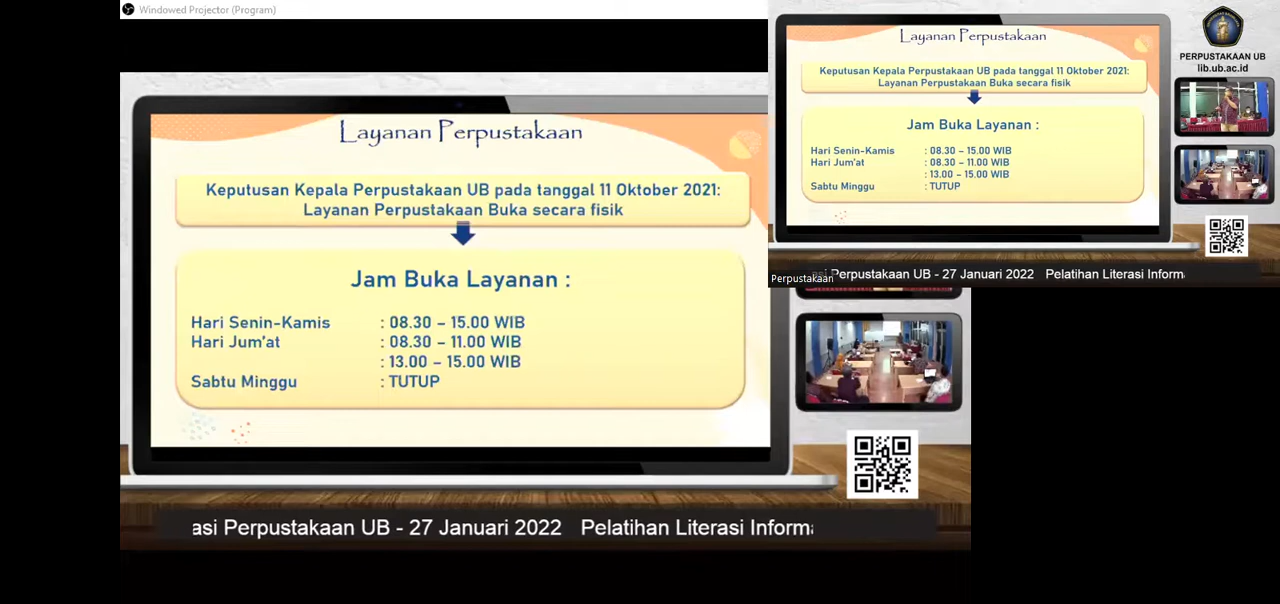 Windowed Projector (Program)
Layanan Perpustakaan
Keputusan Kepala Perpustakaan UB pada tanggal 11 Oktober 2021:
Layanan Perpustakaan Buka secara fisik
Jam Buka Layanan :
Hari Senin-Kamis : 08.30 – 15.00 WIB
Hari Jum'at : 08.30 – 11.00 WIB
: 13.00 – 15.00 WIB
Sabtu Minggu : TUTUP
asi Perpustakaan UB - 27 Januari 2022 Pelatihan Literasi Informa
Layanan Perpustakaan
Keputusan Kepala Perpustakaan UB pada tanggal 11 Oktober 2021:
Layanan Perpustakaan Buka secara fisik
Jam Buka Layanan :
Hari Senin-Kamis : 08.30 – 15.00 WIB
Hari Jum'at : 08.30 – 11.00 WIB
: 13.00 – 15.00 WIB
Sabtu Minggu : TUTUP
PERPUSTAKAAN UB
lib.ub.ac.id
Perpustakaan UB - 27 Januari 2022 Pelatihan Literasi Inform
Perpustakaan